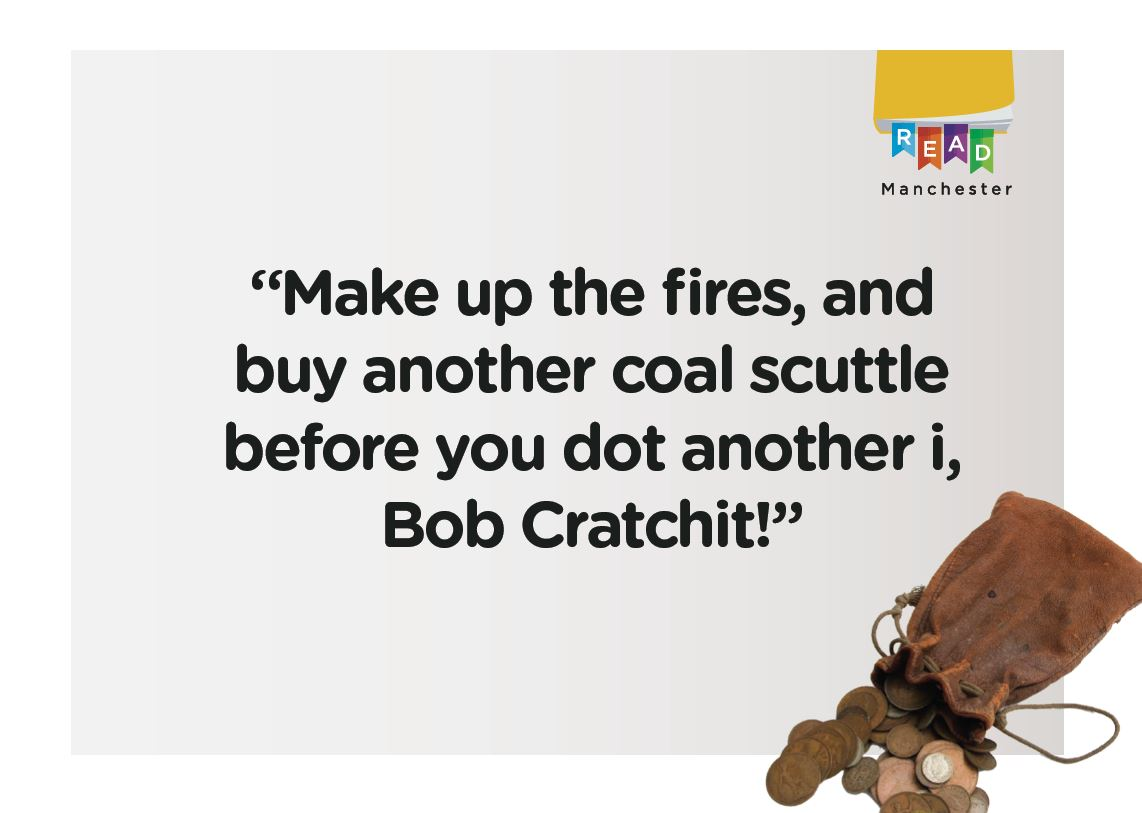 READ
Manchester
“Make up the fires, and
buy another coal scuttle
before you dot another i,
Bob Cratchit!”